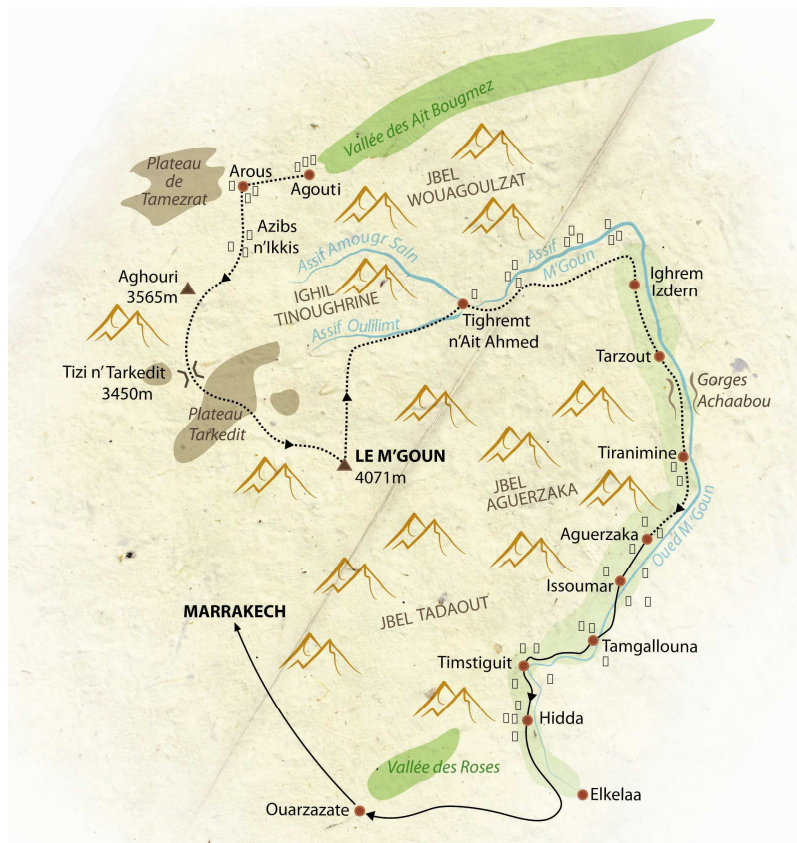 Vallée des Ait Bougmez
Plateau
de
Tamezrat
Arous
Agouti
JBEL
WOUAGOULZAT
Azibs
n'Ikkis
Assif Amougr Saln
Assif
M'Goun
Aghouri
3565m
IGHIL
TINOUGHRINE
Ighrem
Izdern
Assif Oulilimt
Tighremt
n'Ait Ahmed
Tarzout
Tizi n' Tarkedit
3450m
Gorges
Achaabou
Plateau
Tarkedit
LE M'GOUN
4071m
Tiranimine
JBEL
AGUERZAKA
Oued M'Goun
Aguerzaka
Issoumar
MARRAKECH
JBEL TADAOUT
Tamgallouna
Timstiguit
Hidda
Vallée des Roses
Elkelaa
Ouarzazate